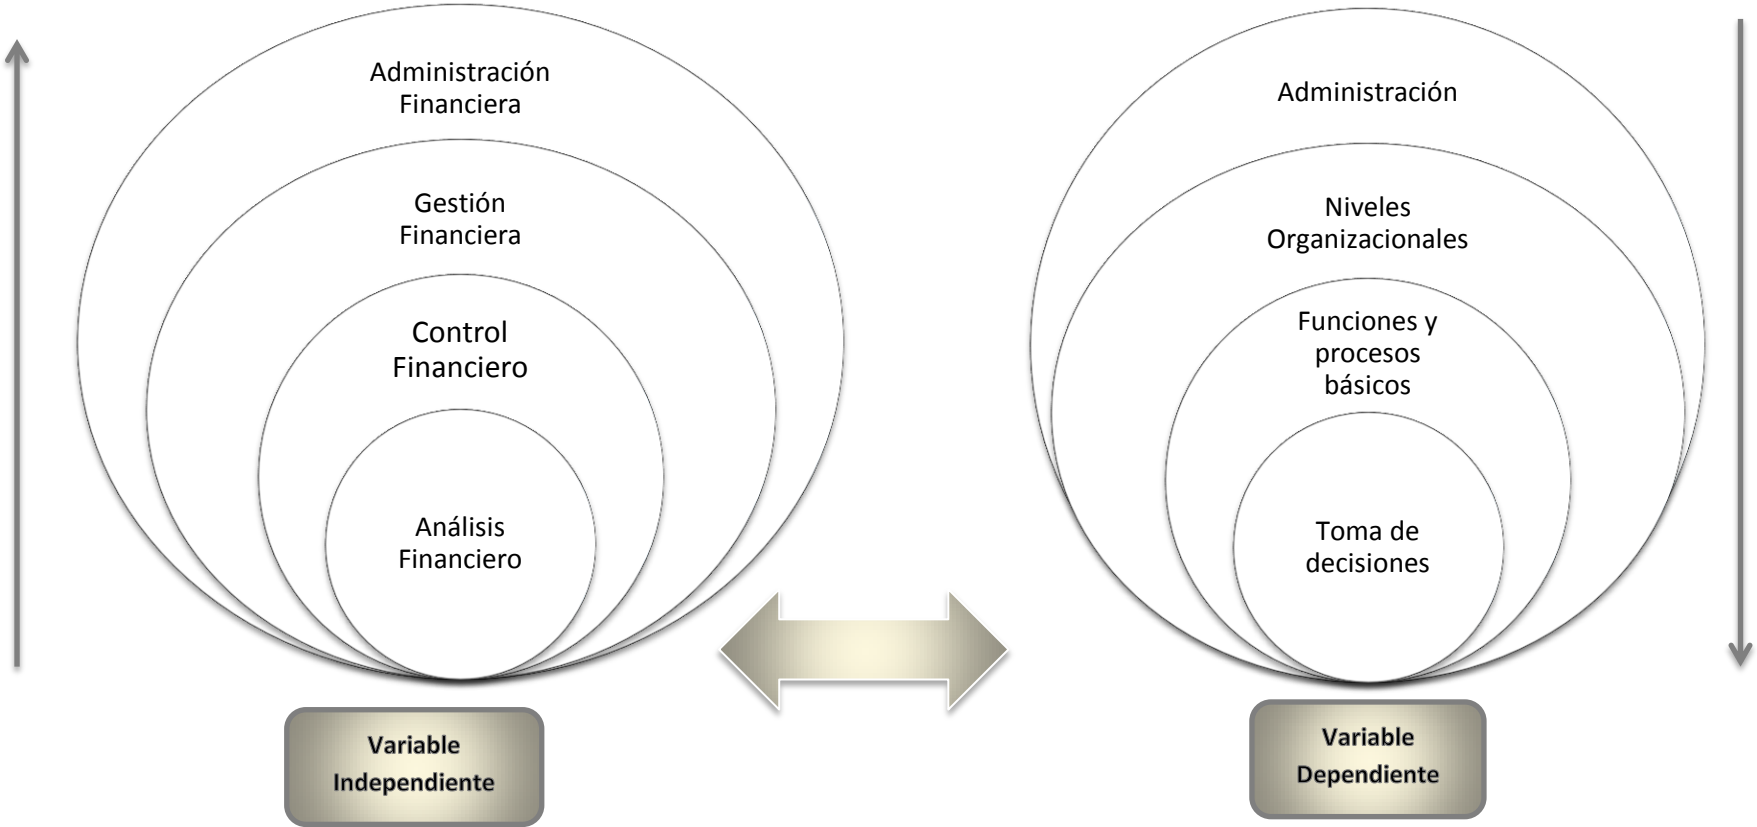 Administración
Financiera
Gestión
Financiera
Control
Financiero
Análisis
Financiero
Variable
Independiente
Administración
Niveles
Organizacionales
Funciones y
procesos
básicos
Toma de
decisiones
Variable
Dependiente